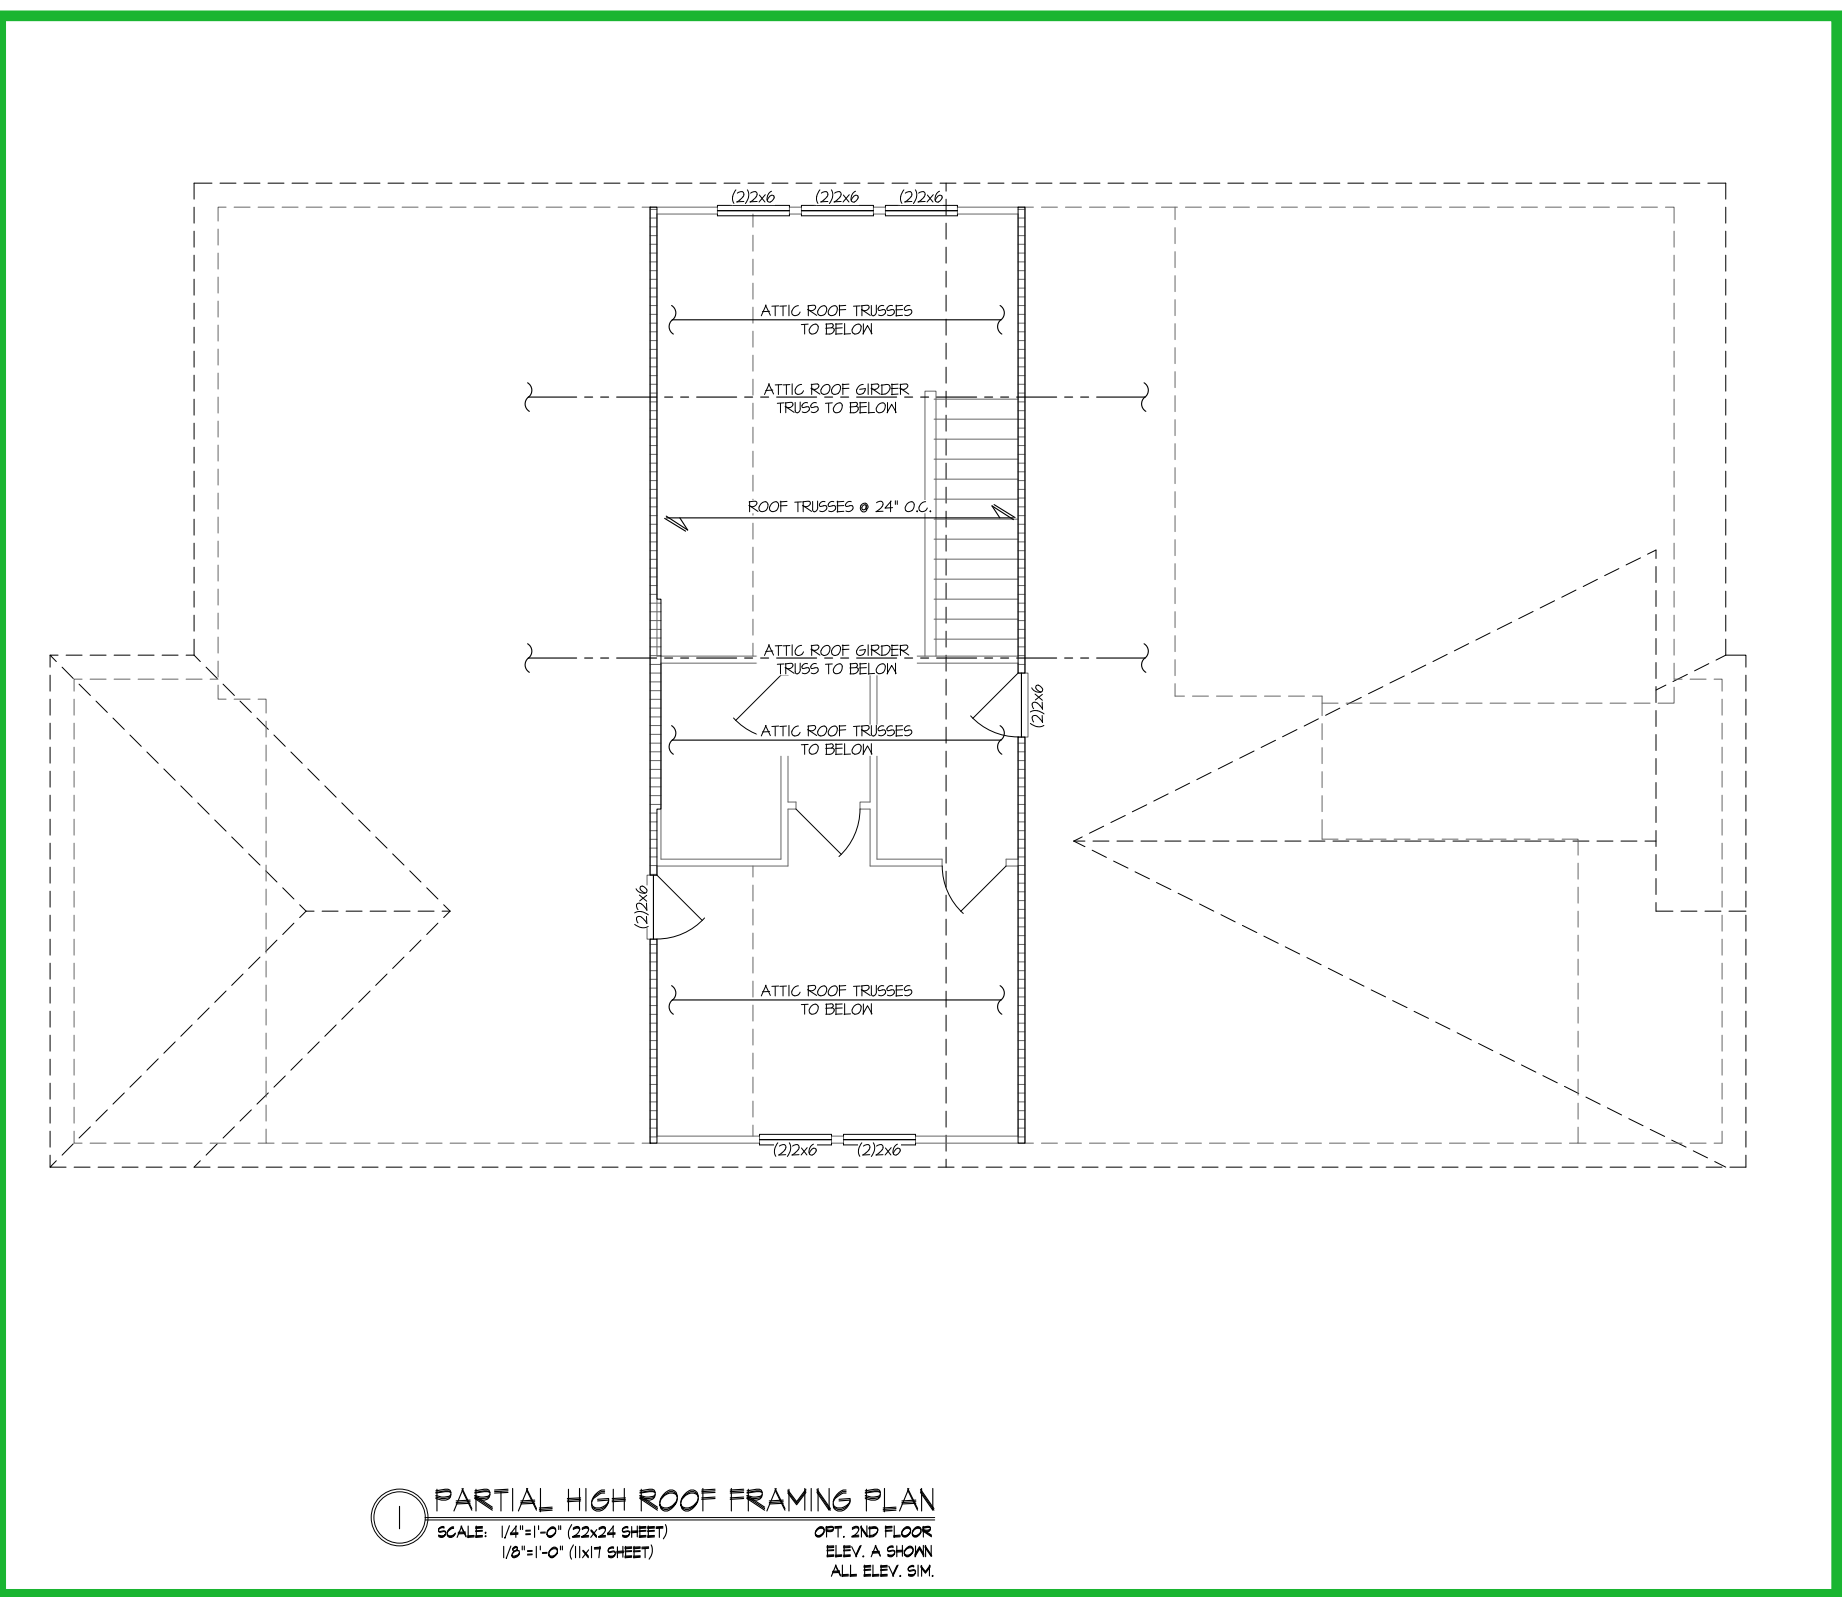 (2)2x6 (2)2x6 (2)2x6
ATTIC ROOF TRUSSES
TO BELOW
ATTIC ROOF GIRDER
TRUSS TO BELOW
ROOF TRUSSES @ 24" O.C.
ATTIC ROOF GIRDER
TRUSS TO BELOW
(2)2x6
ATTIC ROOF TRUSSES
TO BELOW
(2)2x6
ATTIC ROOF TRUSSES
TO BELOW
(2)2x6 (2)2x6
1 PARTIAL HIGH ROOF FRAMING PLAN
SCALE: 1/4"=1'-0" (22x24 SHEET) OPT. 2ND FLOOR
1/8"=1'-0" (11x17 SHEET) ELEV. A SHOWN
ALL ELEV. SIM.